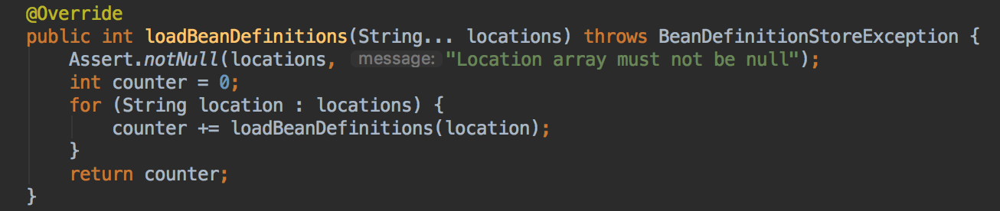 @Override
public int loadBeanDefinitions(String... locations) throws BeanDefinitionStoreException {
    Assert.notNull(locations, message: "Location array must not be null");
    int counter = 0;
    for (String location : locations) {
        counter += loadBeanDefinitions(location);
    }
    return counter;
}